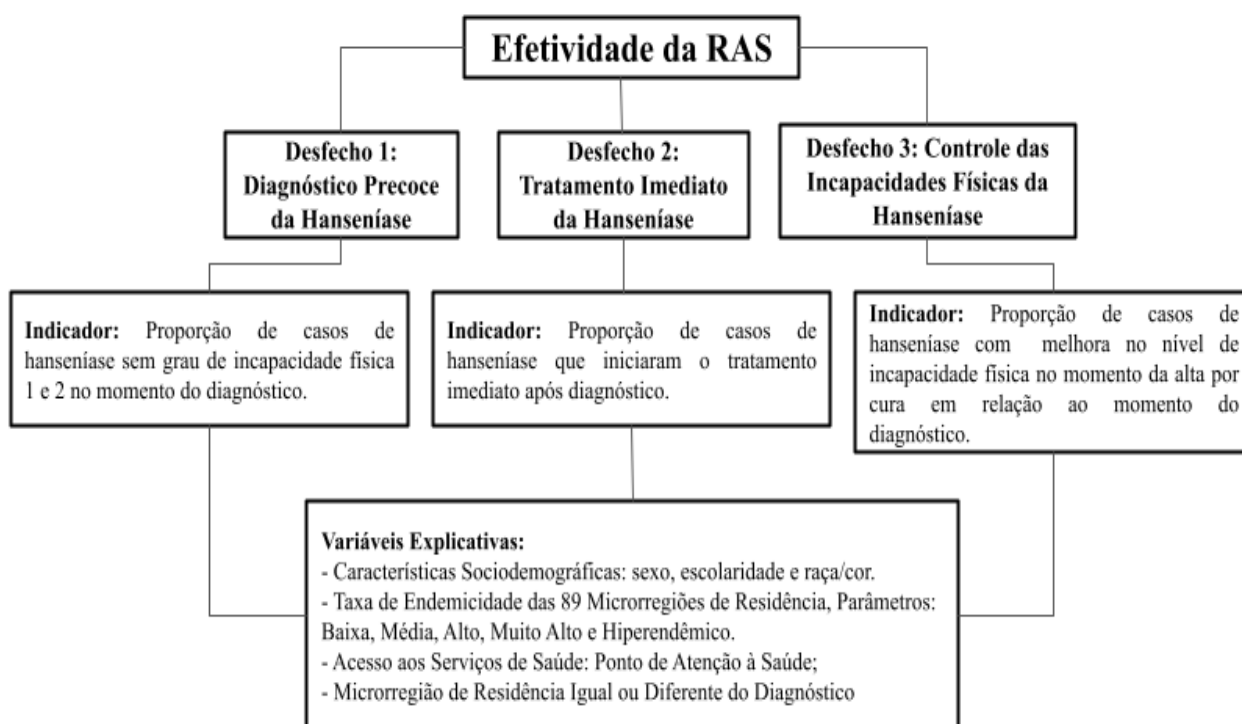 Efetividade da RAS
Desfecho 1:
Diagnóstico Precoce
da Hanseníase
Desfecho 2:
Tratamento Imediato
da Hanseníase
Desfecho 3: Controle das
Incapacidades Físicas da
Hanseníase
Indicador: Proporção de casos de
hanseníase sem grau de incapacidade física
1 e 2 no momento do diagnóstico.
Indicador: Proporção de casos de
hanseníase que iniciaram o tratamento
imediato após diagnóstico.
Indicador: Proporção de casos de
hanseníase com melhora no nível de
incapacidade física no momento da alta por
cura em relação ao momento do
diagnóstico.
Variáveis Explicativas:
- Características Sociodemográficas: sexo, escolaridade e raça/cor.
- Taxa de Endemicidade das 89 Microrregiões de Residência, Parâmetros:
Baixa, Média, Alto, Muito Alto e Hiperendêmico.
- Acesso aos Serviços de Saúde: Ponto de Atenção à Saúde;
- Microrregião de Residência Igual ou Diferente do Diagnóstico